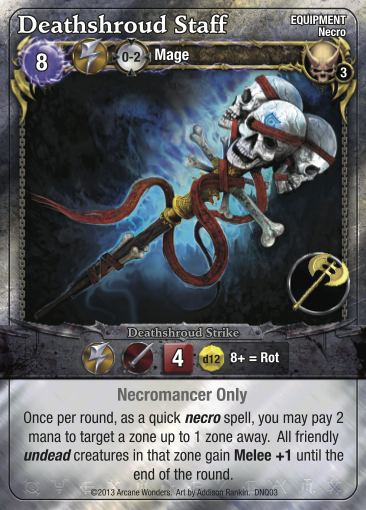 Deathshroud Staff
EQUIPMENT
Necro
8
0-2
Mage
3
Deathshroud Strike
4
d12
8+ = Rot
Necromancer Only
Once per round, as a quick necro spell, you may pay 2
mana to target a zone up to 1 zone away. All friendly
undead creatures in that zone gain Melee +1 until the
end of the round.
©2013 Arcane Wonders. Art by Addison Rankin. DNQ03